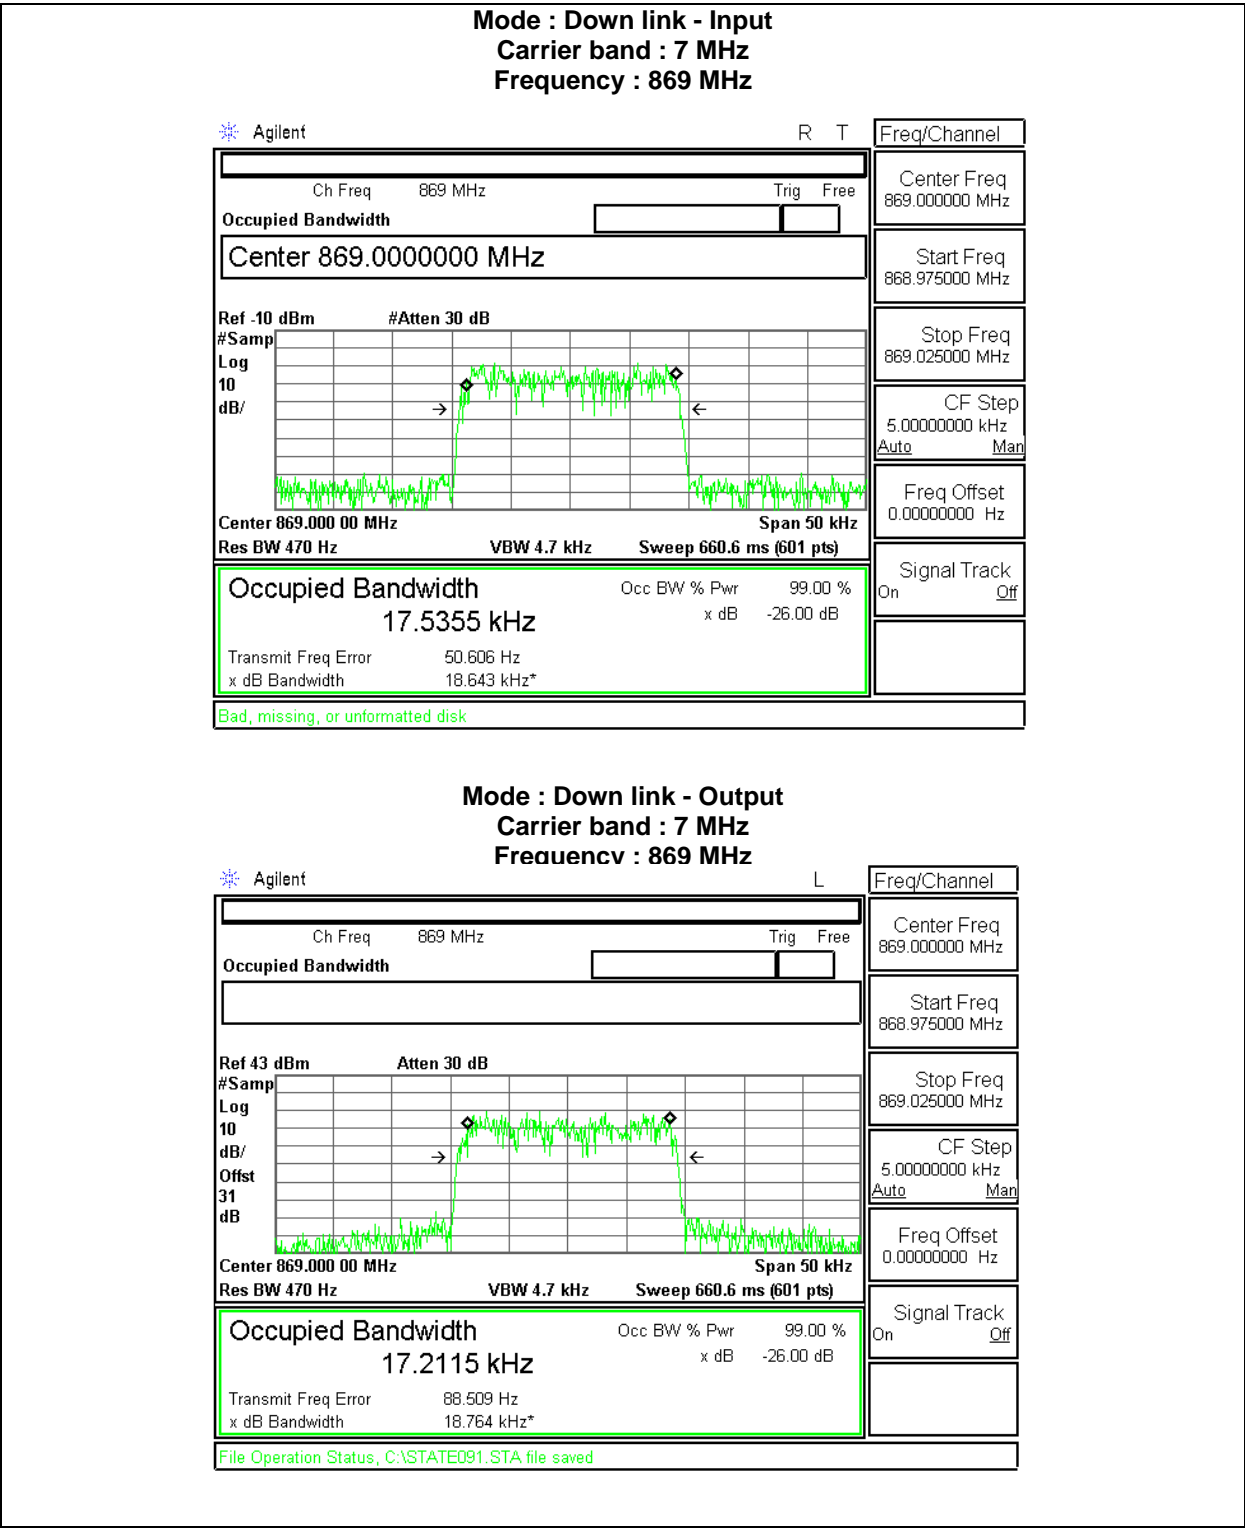 Mode : Down link - Input
Carrier band : 7 MHz
Frequency : 869 MHz
Agilent R T Freq/Channel
Ch Freq 869 MHz Trig Free
Occupied Bandwidth
Center 869.0000000 MHz
Center Freq
869.000000 MHz
Start Freq
868.975000 MHz
Stop Freq
869.025000 MHz
CF Step
5.00000000 kHz
Auto Man
Freq Offset
0.00000000 Hz
Signal Track
On Off
Ref -10 dBm #Atten 30 dB
#Samp
Log
10
dB/
Center 869.000 00 MHz Span 50 kHz
Res BW 470 Hz VBW 4.7 kHz Sweep 660.6 ms (601 pts)
Occupied Bandwidth Occ BW % Pwr 99.00 %
17.5355 kHz x dB -26.00 dB
Transmit Freq Error 50.606 Hz
x dB Bandwidth 18.643 kHz*
Bad, missing, or unformatted disk
Mode : Down link - Output
Carrier band : 7 MHz
Frequency : 869 MHz
Agilent L Freq/Channel
Ch Freq 869 MHz Trig Free
Occupied Bandwidth
Center Freq
869.000000 MHz
Start Freq
868.975000 MHz
Stop Freq
869.025000 MHz
CF Step
5.00000000 kHz
Auto Man
Freq Offset
0.00000000 Hz
Signal Track
On Off
Ref 43 dBm Atten 30 dB
#Samp
Log
10
dB/
Offst
31
dB
Center 869.000 00 MHz Span 50 kHz
Res BW 470 Hz VBW 4.7 kHz Sweep 660.6 ms (601 pts)
Occupied Bandwidth Occ BW % Pwr 99.00 %
17.2115 kHz x dB -26.00 dB
Transmit Freq Error 88.509 Hz
x dB Bandwidth 18.764 kHz*
File Operation Status, C:\STATE091.STA file saved